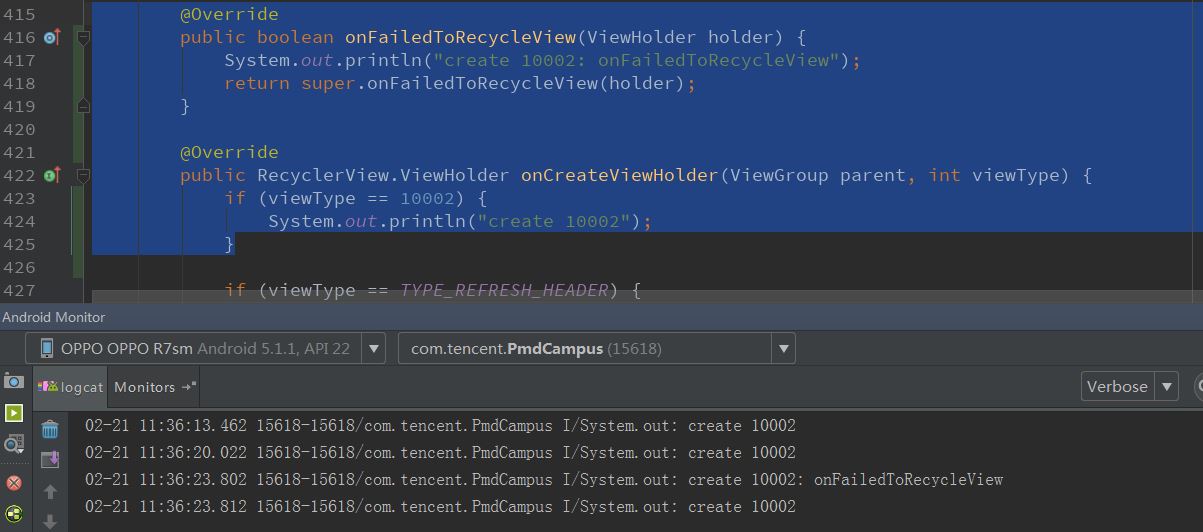 415 @Override
416 public boolean onFailedToRecycleView(ViewHolder holder) {
417 System.out.println("create 10002: onFailedToRecycleView");
418 return super.onFailedToRecycleView(holder);
419 }
420
421 @Override
422 public RecyclerView.ViewHolder onCreateViewHolder(ViewGroup parent, int viewType) {
423 if (viewType == 10002) {
424 System.out.println("create 10002");
425 }
426
427 if (viewType == TYPE_REFRESH_HEADER) {
Android Monitor
OPPO OPPO R7sm Android 5.1.1, API 22 com.tencent.PmdCampus (15618)
logcat Monitors Verbose
02-21 11:36:13.462 15618-15618/com.tencent.PmdCampus I/System.out: create 10002
02-21 11:36:20.022 15618-15618/com.tencent.PmdCampus I/System.out: create 10002
02-21 11:36:23.802 15618-15618/com.tencent.PmdCampus I/System.out: create 10002: onFailedToRecycleView
02-21 11:36:23.812 15618-15618/com.tencent.PmdCampus I/System.out: create 10002